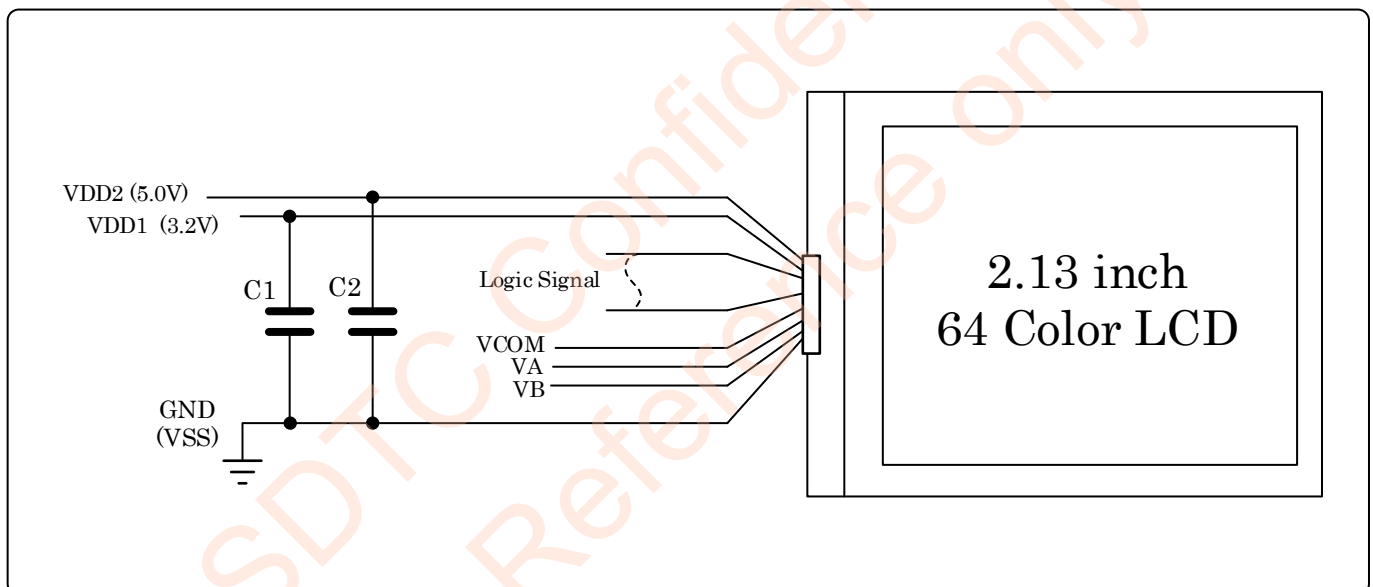 VDD2 (5.0V)
VDD1 (3.2V)
Logic Signal
C1
C2
VCOM
VA
VB
GND
(VSS)
2.13 inch
64 Color LCD
SDTC Confiden
Reference only